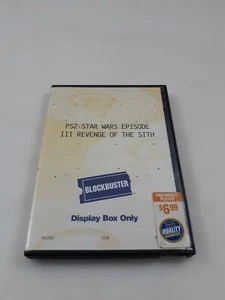 PS2-STAR WARS EPISODE
III REVENGE OF THE SITH
BLOCKBUSTER
Display Box Only
PREVIOUSLY
PLAYED
$6.99
QUALITY